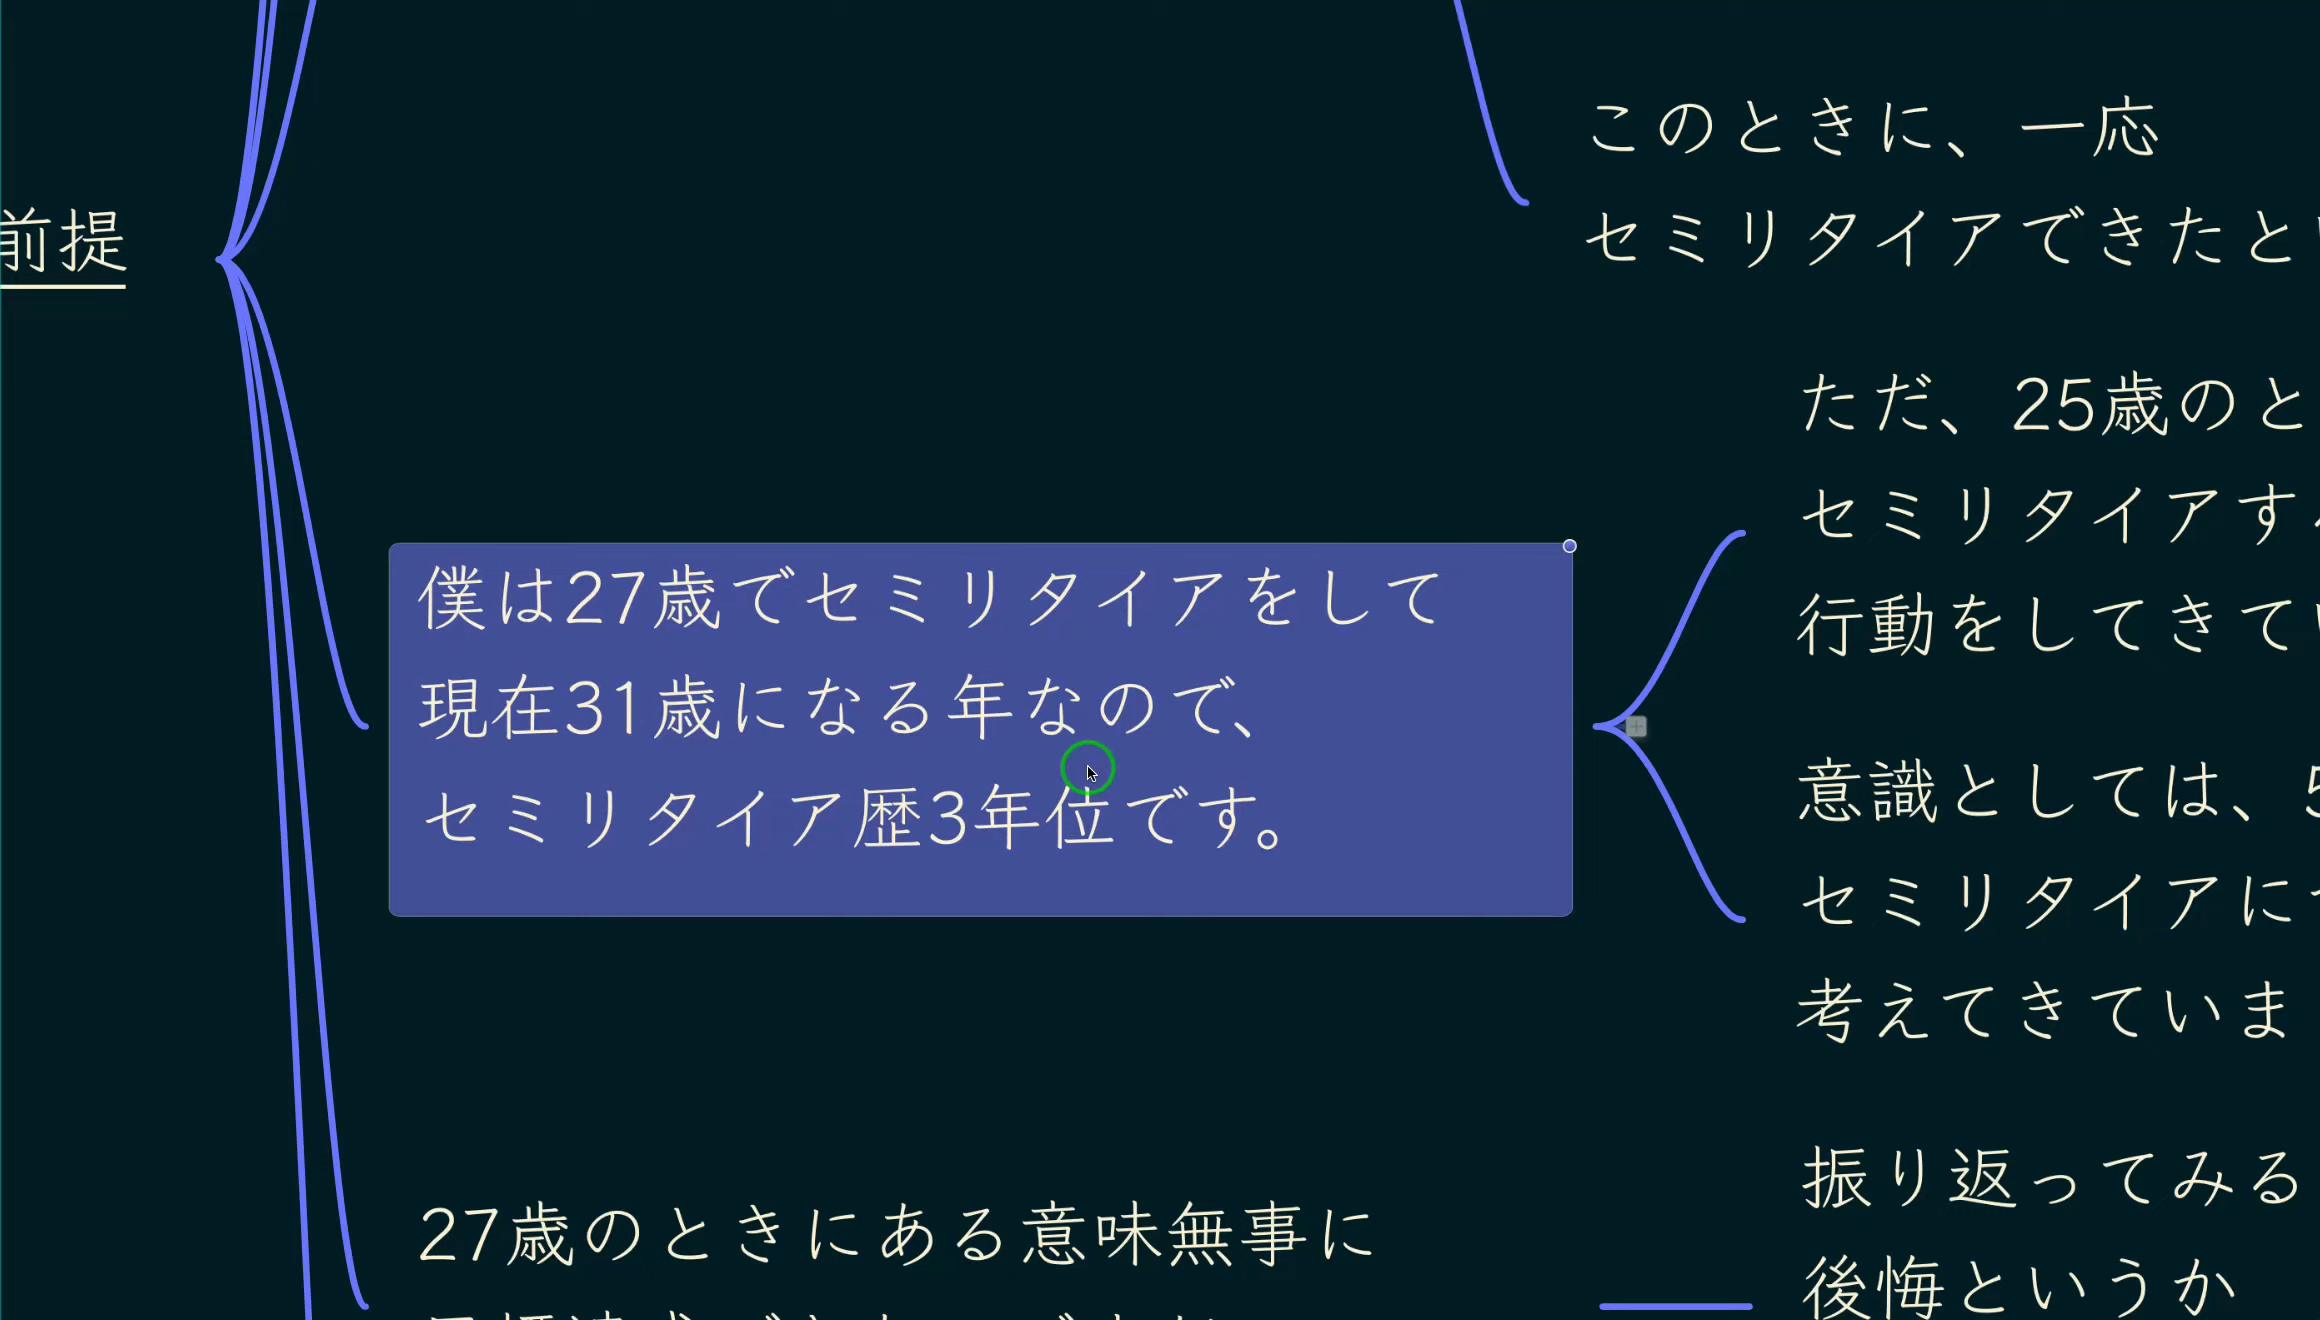 前提
このときに、一応
セミリタイアできたと
ただ、25歳のと
セミリタイアす
行動をしてきて
僕は27歳でセミリタイアをして
現在31歳になる年なので、
セミリタイア歴3年位です。
意識としては、5
セミリタイアに
考えてきていま
27歳のときにある意味無事に
振り返ってみる
後悔というか